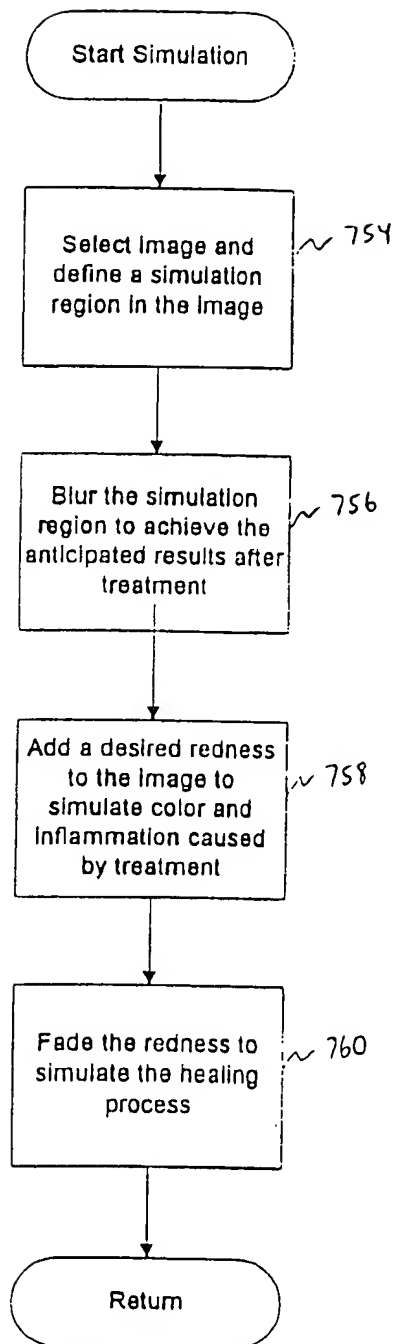 Start Simulation
Select image and
define a simulation
region in the image
754
Blur the simulation
region to achieve the
anticipated results after
treatment
756
Add a desired redness
to the image to
simulate color and
inflammation caused
by treatment
758
Fade the redness to
simulate the healing
process
760
Return